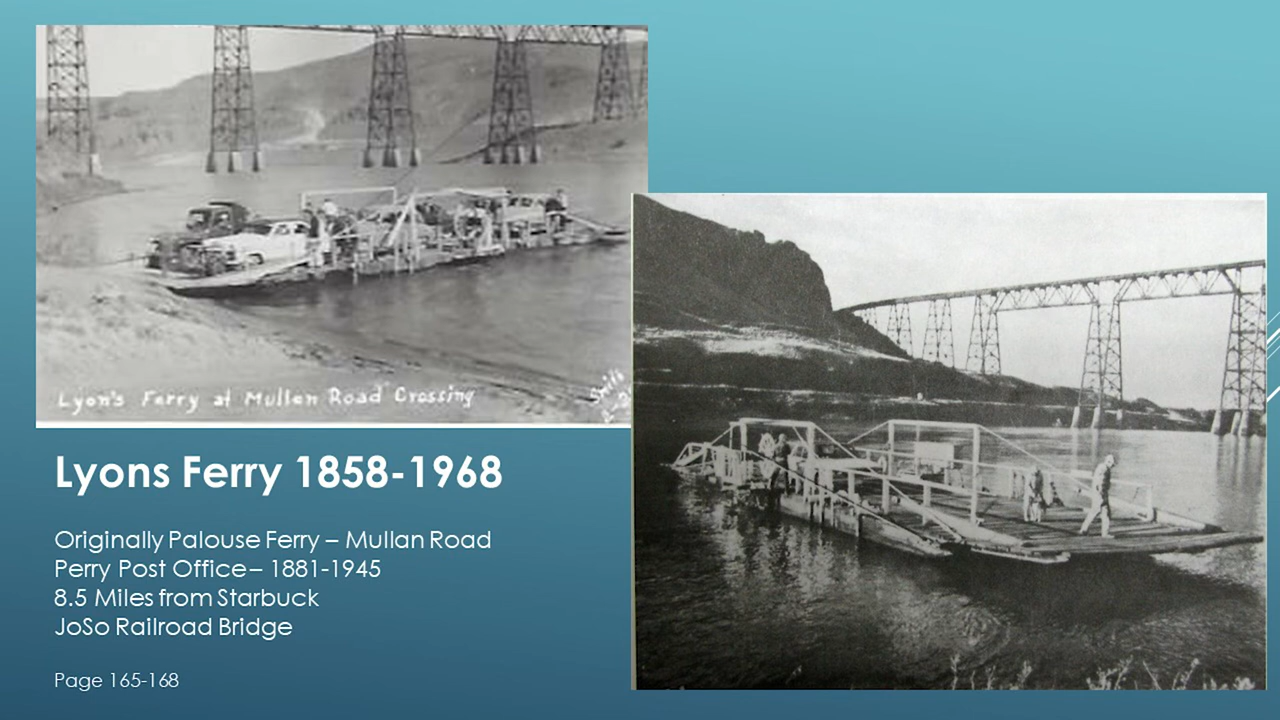 Lyon's Ferry at Mullan Road Crossing
Lyons Ferry 1858-1968
Originally Palouse Ferry – Mullan Road
Perry Post Office – 1881-1945
8.5 Miles from Starbuck
JoSo Railroad Bridge
Page 165-168